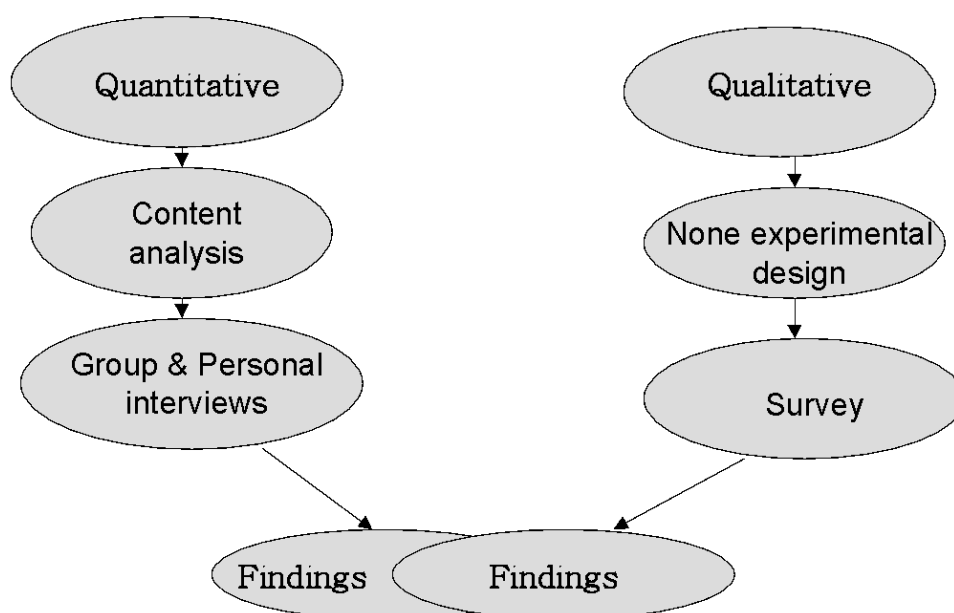 Quantitative
Qualitative
Content
analysis
None experimental
design
Group & Personal
interviews
Survey
Findings
Findings